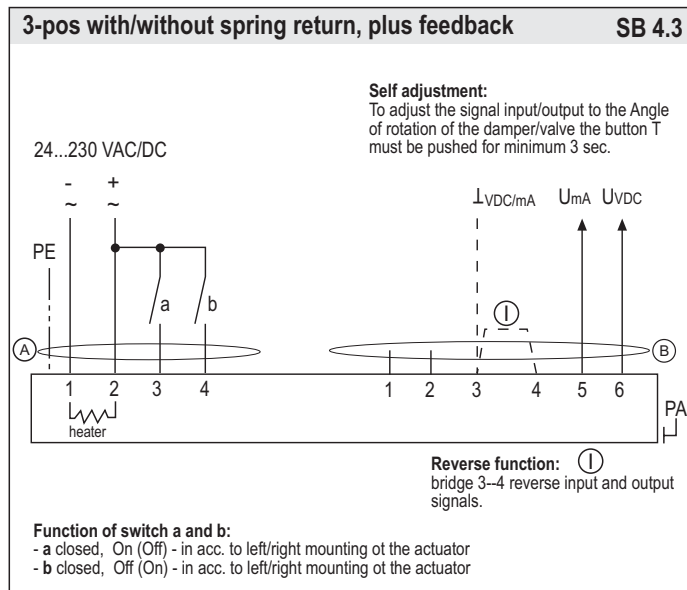 3-pos with/without spring return, plus feedback SB 4.3
Self adjustment:
To adjust the signal input/output to the Angle
of rotation of the damper/valve the button T
must be pushed for minimum 3 sec.
24...230 VAC/DC
- +
~ ~
⊥VDC/mA UmA UVDC
PE
a b
I
A B
1 2 3 4 1 2 3 4 5 6
heater
PA
Reverse function: I
bridge 3--4 reverse input and output
signals.
Function of switch a and b:
- a closed, On (Off) - in acc. to left/right mounting ot the actuator
- b closed, Off (On) - in acc. to left/right mounting ot the actuator